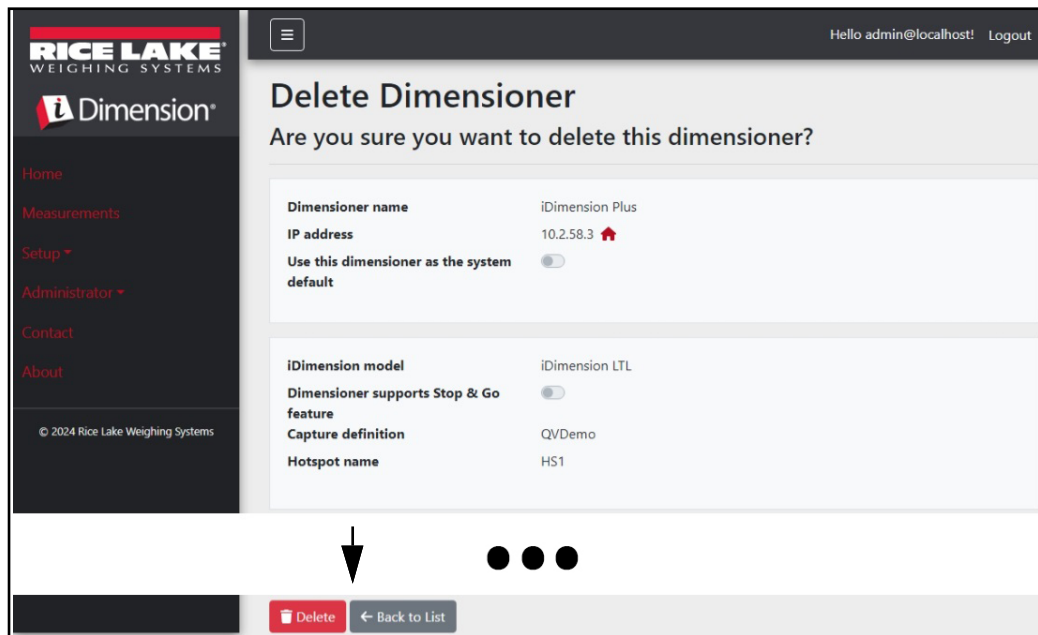 RICE LAKE®
WEIGHING SYSTEMS
i Dimension®
Home
Measurements
Setup
Administrator
Contact
About
© 2024 Rice Lake Weighing Systems
Hello admin@localhost! Logout
Delete Dimensioner
Are you sure you want to delete this dimensioner?
Dimensioner name iDimension Plus
IP address 10.2.58.3
Use this dimensioner as the system
default
iDimension model iDimension LTL
Dimensioner supports Stop & Go
feature
Capture definition QVDemo
Hotspot name HS1
Delete ← Back to List